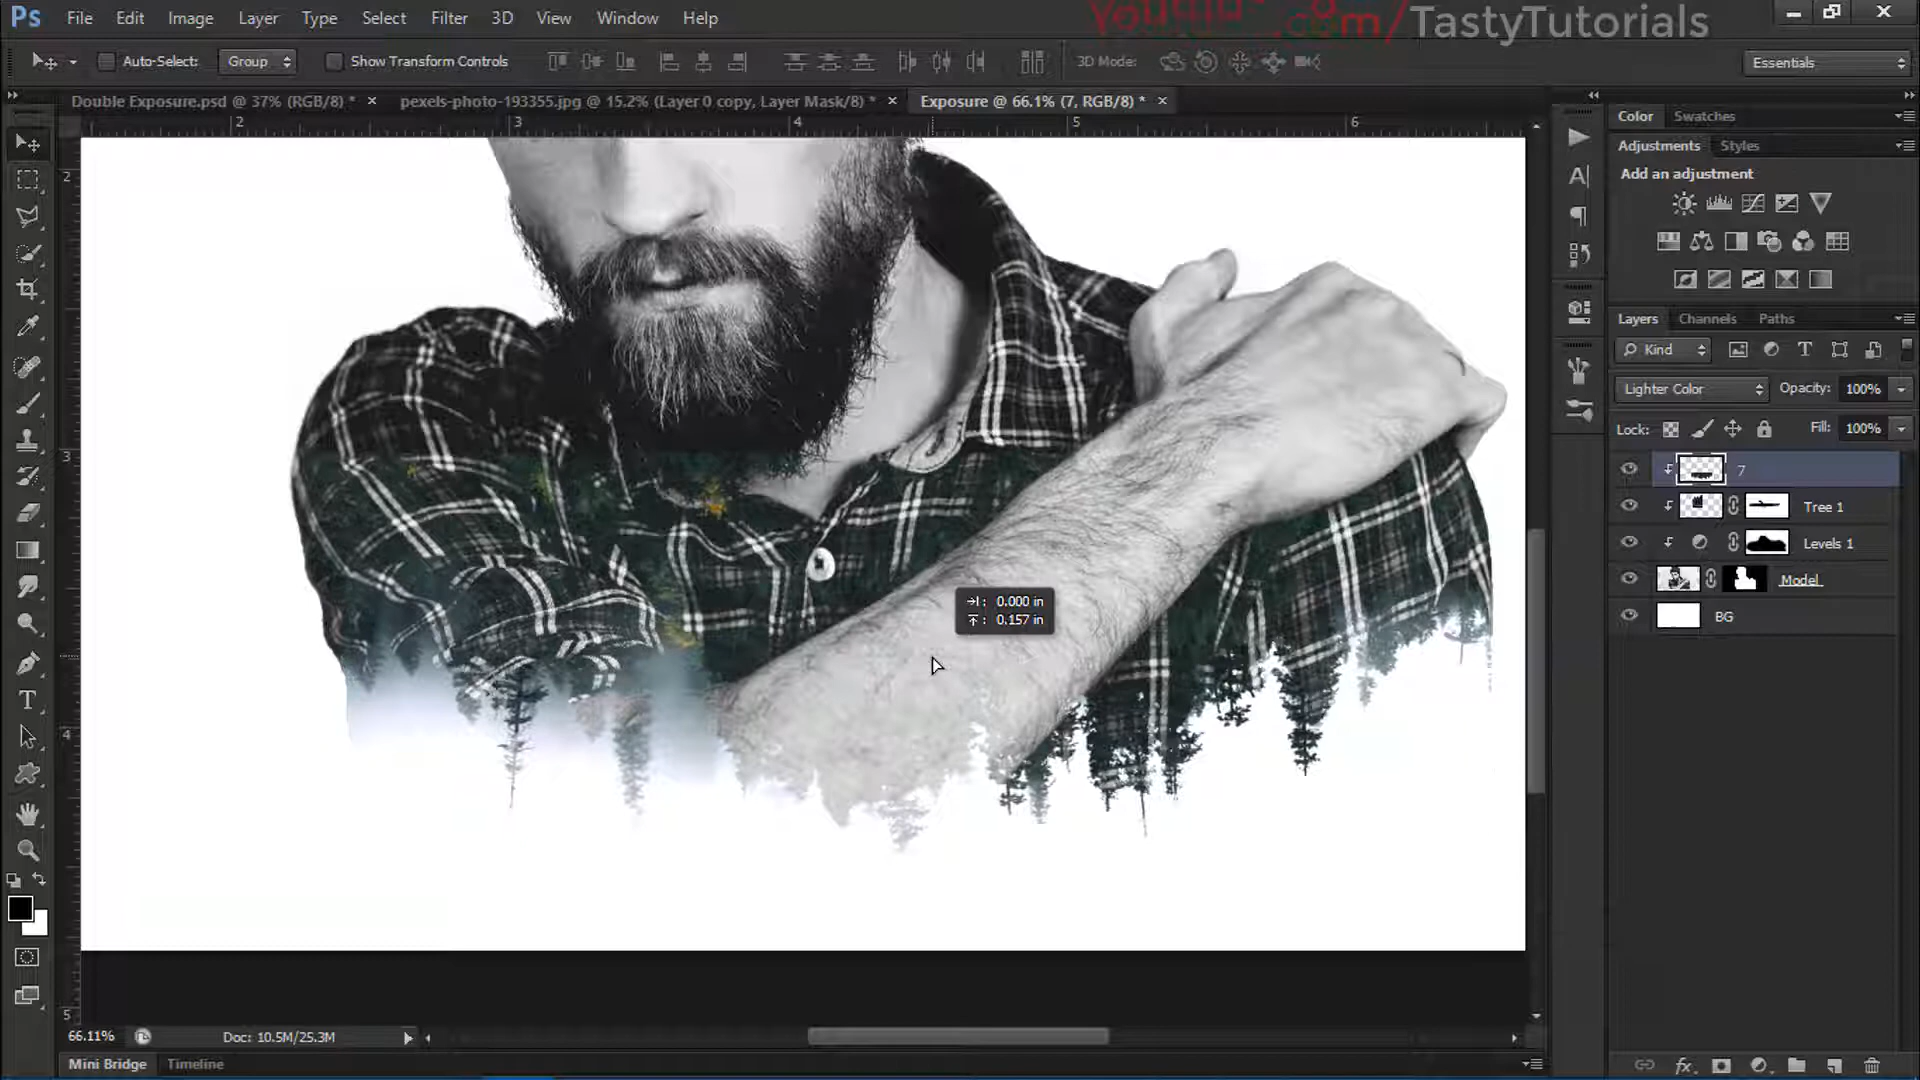 Ps File Edit Image Layer Type Select Filter 3D View Window Help
/TastyTutorials
Auto-Select: Group Show Transform Controls 3D Mode: Essentials
Double Exposure.psd @ 37% (RGB/8) * × pexels-photo-193355.jpg @ 15.2% (Layer 0 copy, Layer Mask/8) * × Exposure @ 66.1% (7, RGB/8) * ×
Color Swatches
2 3 4 5 6
Adjustments Styles
Add an adjustment
2
Layers Channels Paths
Kind
Lighter Color Opacity: 100%
Lock: Fill: 100%
3
7
Tree 1
Levels 1
Model
BG
0.000 in
0.157 in
4
5
66.11% Doc: 10.5M/25.3M
Mini Bridge Timeline